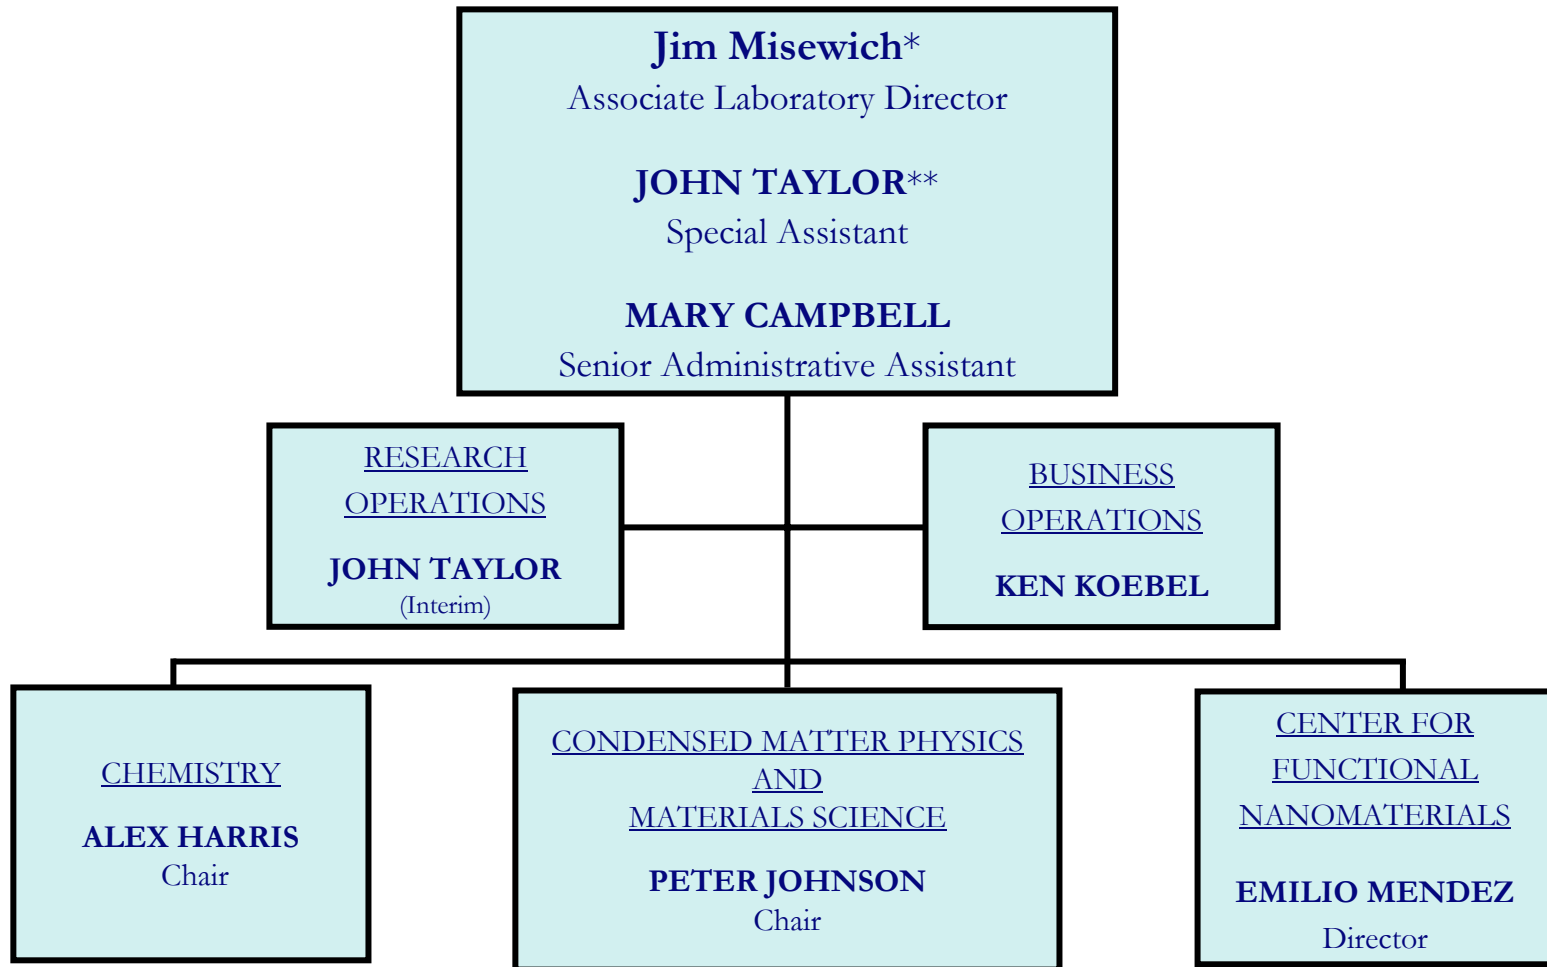 Jim Misewich*
Associate Laboratory Director
JOHN TAYLOR**
Special Assistant
MARY CAMPBELL
Senior Administrative Assistant
RESEARCH
OPERATIONS
JOHN TAYLOR
(Interim)
BUSINESS
OPERATIONS
KEN KOEBEL
CHEMISTRY
ALEX HARRIS
Chair
CONDENSED MATTER PHYSICS
AND
MATERIALS SCIENCE
PETER JOHNSON
Chair
CENTER FOR
FUNCTIONAL
NANOMATERIALS
EMILIO MENDEZ
Director